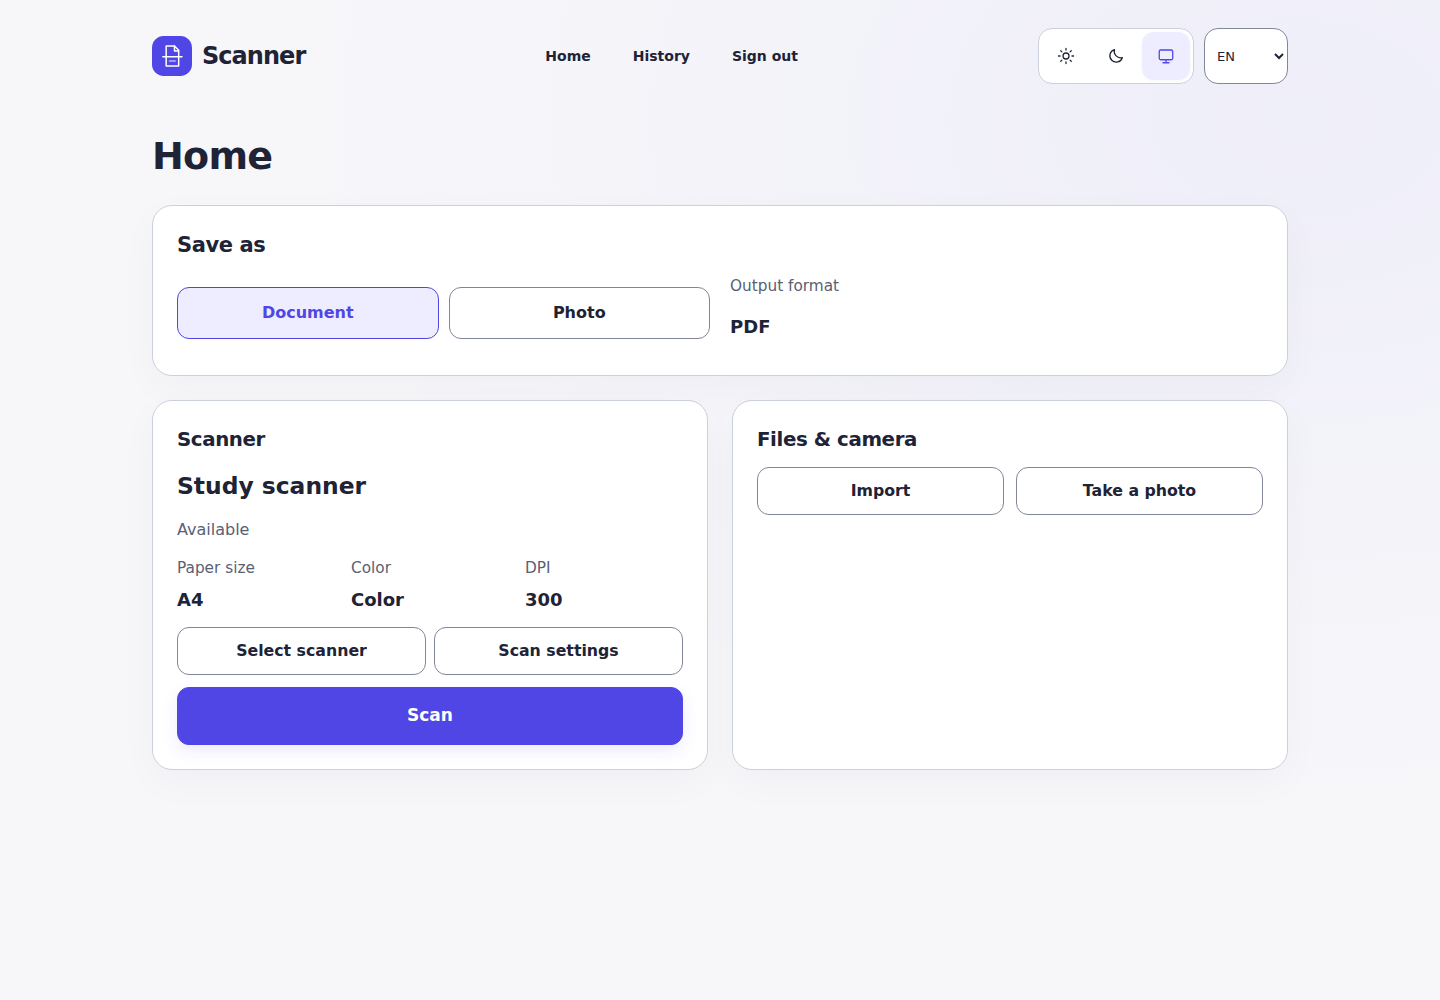 Scanner
Home
History
Sign out
EN
Home
Save as
Document
Photo
Output format
PDF
Scanner
Study scanner
Available
Paper size
Color
DPI
A4
Color
300
Select scanner
Scan settings
Scan
Files & camera
Import
Take a photo